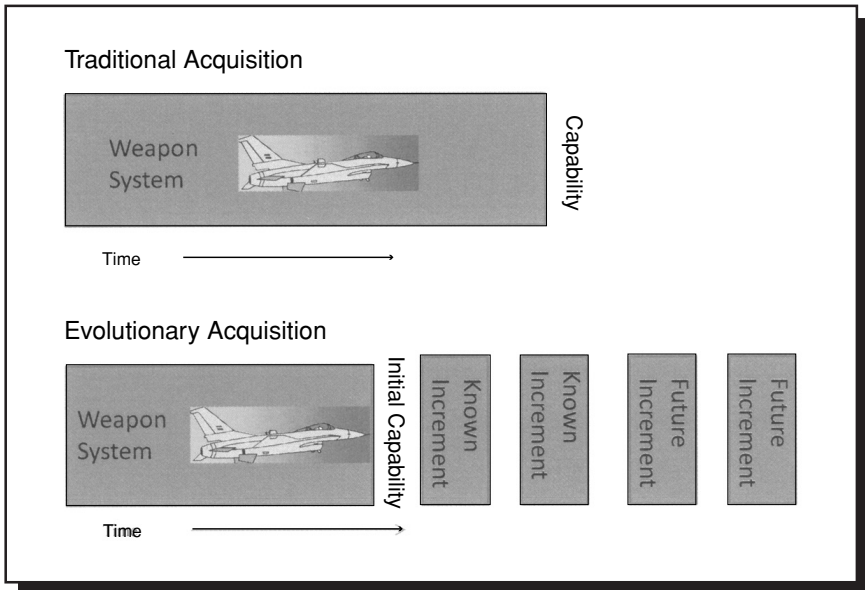 Traditional Acquisition
Weapon
System
Capability
Time
Evolutionary Acquisition
Weapon
System
Initial Capability
Known
Increment
Known
Increment
Future
Increment
Future
Increment
Time